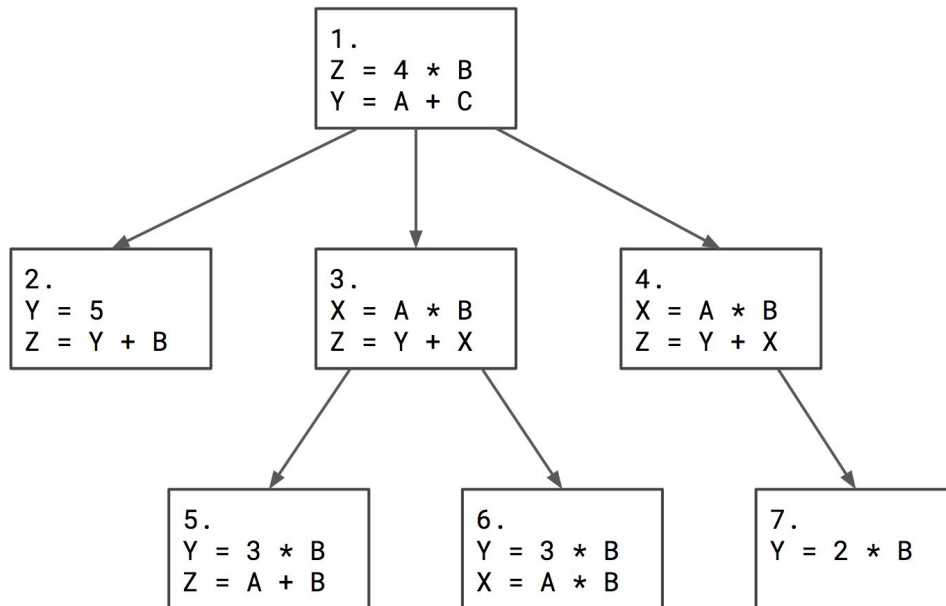 1.
Z = 4 * B
Y = A + C
2.
Y = 5
Z = Y + B
3.
X = A * B
Z = Y + X
4.
X = A * B
Z = Y + X
5.
Y = 3 * B
Z = A + B
6.
Y = 3 * B
X = A * B
7.
Y = 2 * B